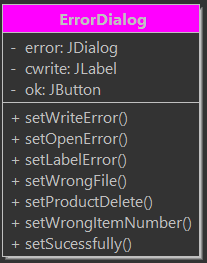 ErrorDialog
- error: JDialog
- cwrite: JLabel
- ok: JButton
+ setWriteError()
+ setOpenError()
+ setLabelError()
+ setWrongFile()
+ setProductDelete()
+ setWrongItemNumber()
+ setSucessfully()